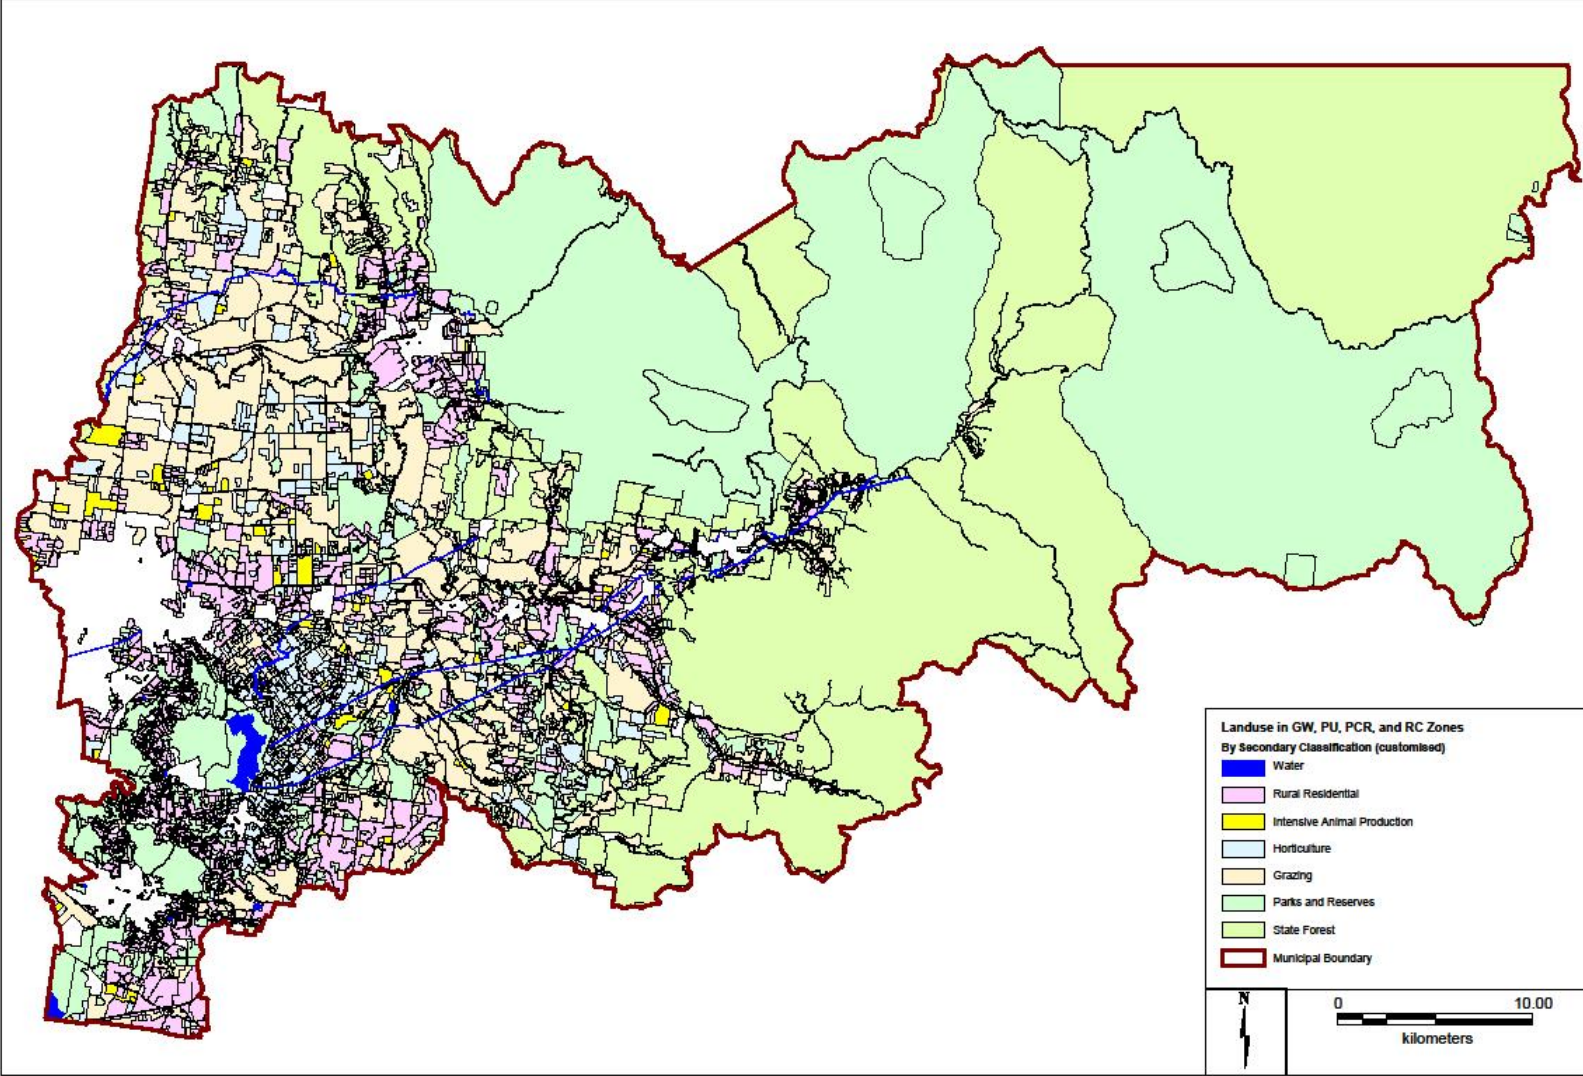 Landuse in GW, PU, PCR, and RC Zones
By Secondary Classification (customised)
Water
Rural Residential
Intensive Animal Production
Horticulture
Grazing
Parks and Reserves
State Forest
Municipal Boundary
N
0 10.00
kilometers